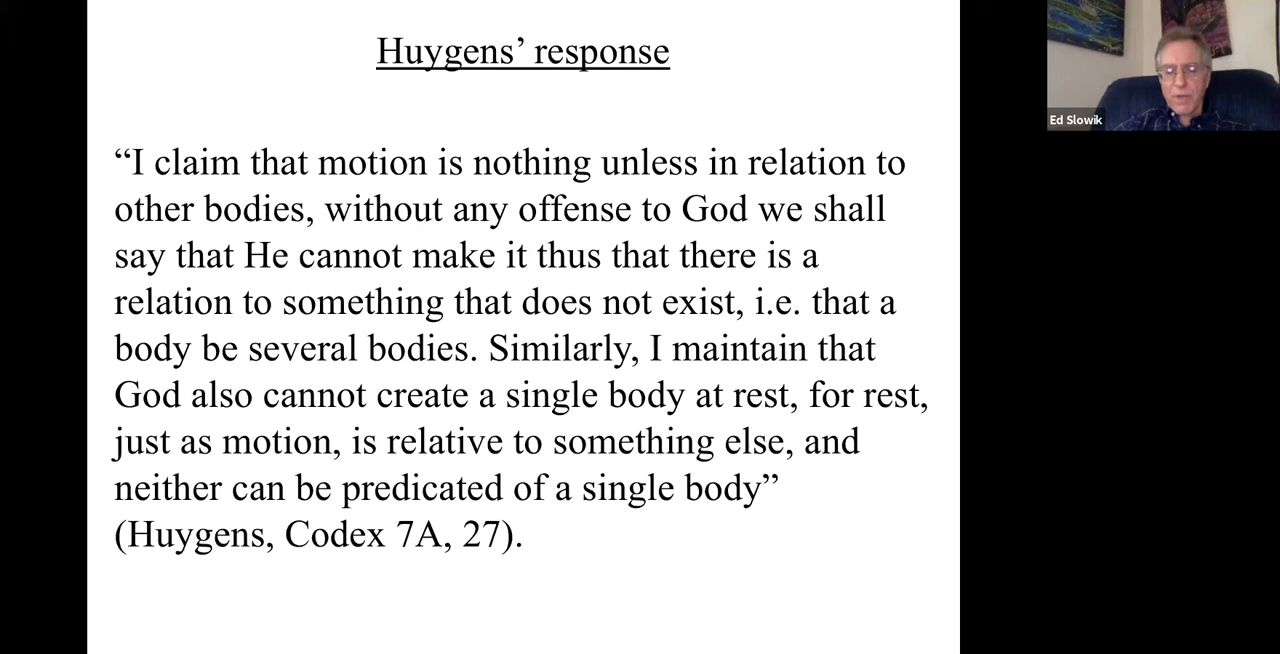 Huygens’ response
“I claim that motion is nothing unless in relation to
other bodies, without any offense to God we shall
say that He cannot make it thus that there is a
relation to something that does not exist, i.e. that a
body be several bodies. Similarly, I maintain that
God also cannot create a single body at rest, for rest,
just as motion, is relative to something else, and
neither can be predicated of a single body”
(Huygens, Codex 7A, 27).
Ed Slowik